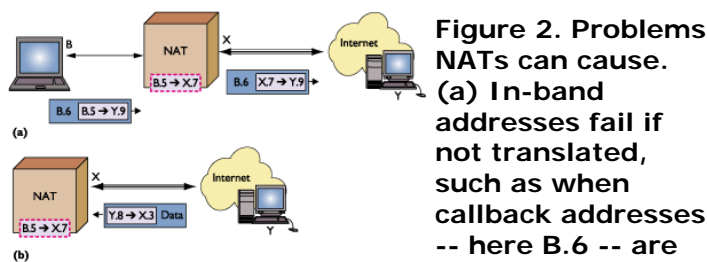 B
NAT
B.5 → X.7
X
Internet
Y
B.6 X.7 → Y.9
B.6 B.5 → Y.9
(a)
NAT
B.5 → X.7
X
Internet
Y
Y.8 → X.3 Data
(b)
Figure 2. Problems
NATs can cause.
(a) In-band
addresses fail if
not translated,
such as when
callback addresses
-- here B.6 -- are